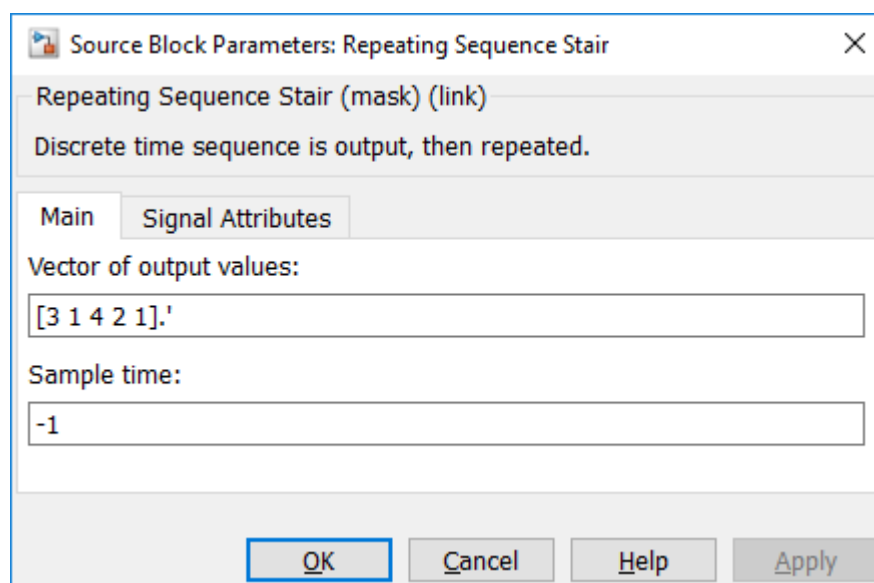 Source Block Parameters: Repeating Sequence Stair
Repeating Sequence Stair (mask) (link)
Discrete time sequence is output, then repeated.
Main Signal Attributes
Vector of output values:
[3 1 4 2 1].'
Sample time:
-1
OK Cancel Help Apply